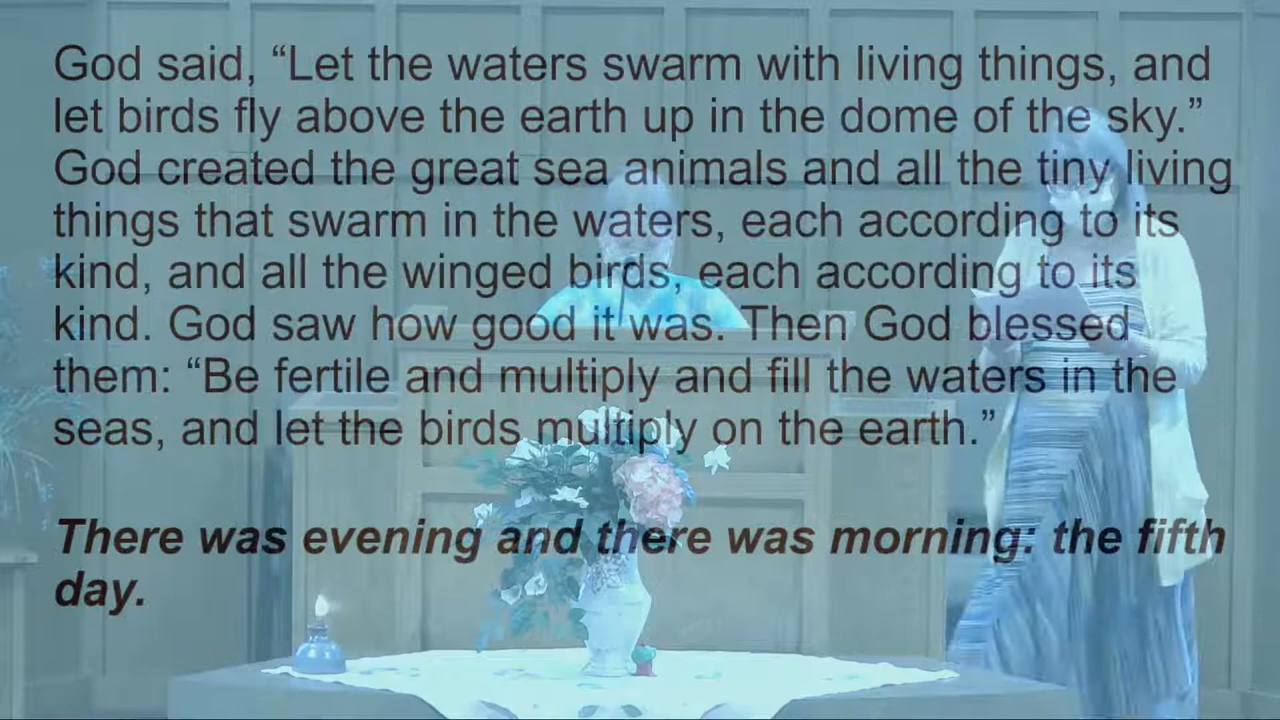 God said, “Let the waters swarm with living things, and
let birds fly above the earth up in the dome of the sky.”
God created the great sea animals and all the tiny living
things that swarm in the waters, each according to its
kind, and all the winged birds, each according to its
kind. God saw how good it was. Then God blessed
them: “Be fertile and multiply and fill the waters in the
seas, and let the birds multiply on the earth.”
There was evening and there was morning: the fifth
day.